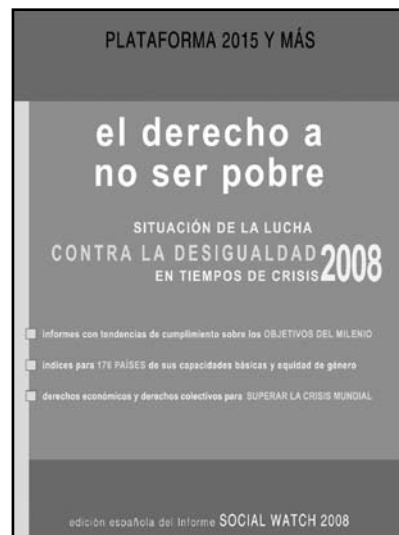 PLATAFORMA 2015 Y MÁS
el derecho a
no ser pobre
SITUACIÓN DE LA LUCHA
CONTRA LA DESIGUALDAD 2008
EN TIEMPOS DE CRISIS
informes con tendencias de cumplimiento sobre los OBJETIVOS DEL MILENIO
índices para 176 PAÍSES de sus capacidades básicas y equidad de género
derechos económicos y derechos colectivos para SUPERAR LA CRISIS MUNDIAL
edición española del Informe SOCIAL WATCH 2008